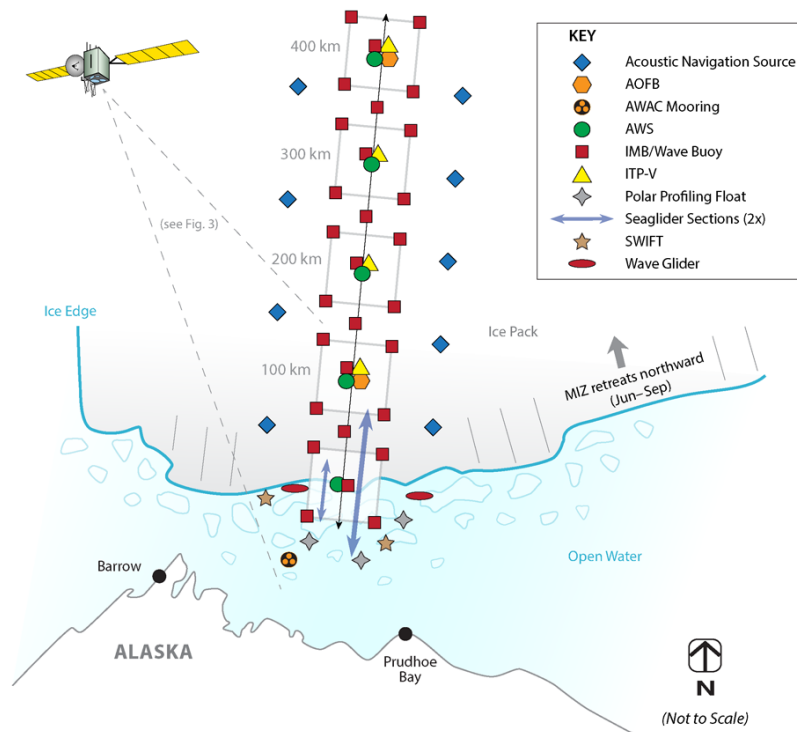 400 km
300 km
(see Fig. 3)
200 km
Ice Edge
Ice Pack
100 km
MIZ retreats northward
(Jun–Sep)
Open Water
Barrow
ALASKA
Prudhoe
Bay
N
(Not to Scale)
KEY
Acoustic Navigation Source
AOFB
AWAC Mooring
AWS
IMB/Wave Buoy
ITP-V
Polar Profiling Float
Seaglider Sections (2x)
SWIFT
Wave Glider